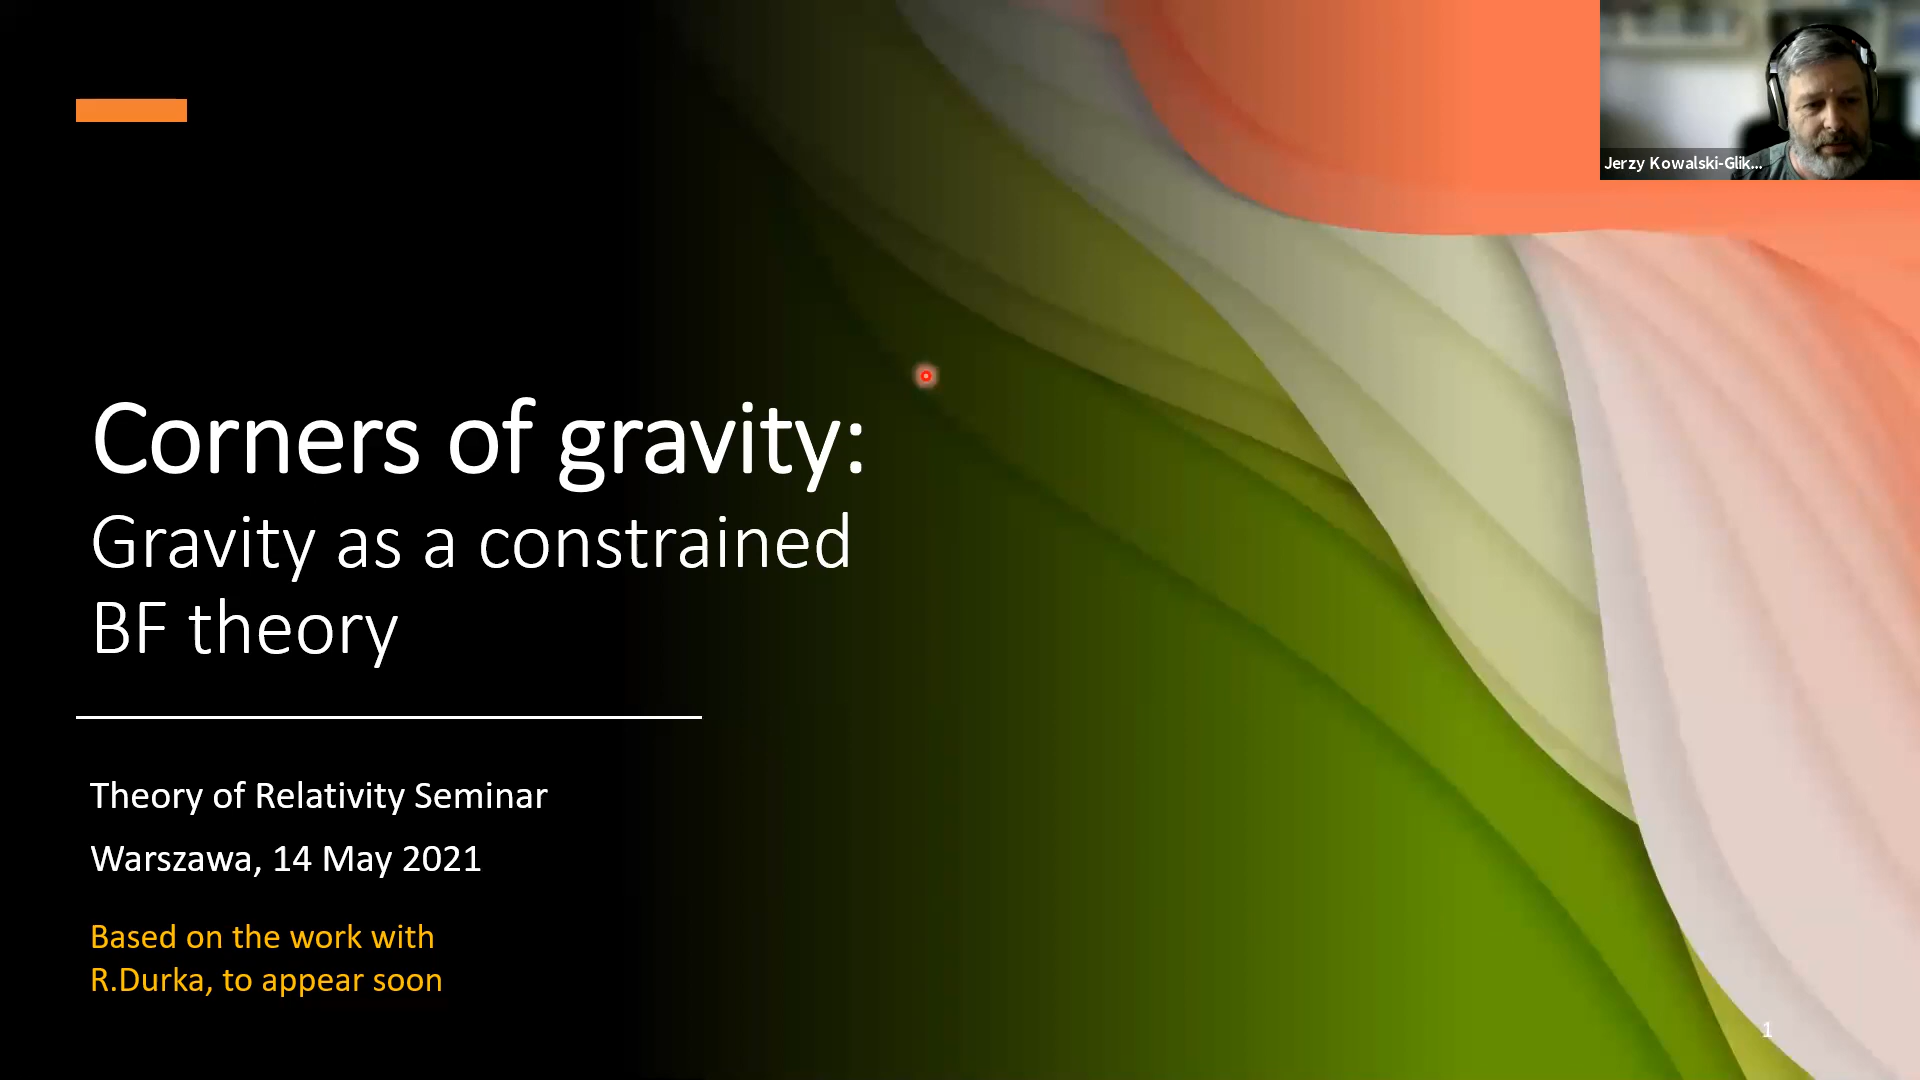 Jerzy Kowalski-Glik...
Corners of gravity:
Gravity as a constrained
BF theory
Theory of Relativity Seminar
Warszawa, 14 May 2021
Based on the work with
R.Durka, to appear soon
1